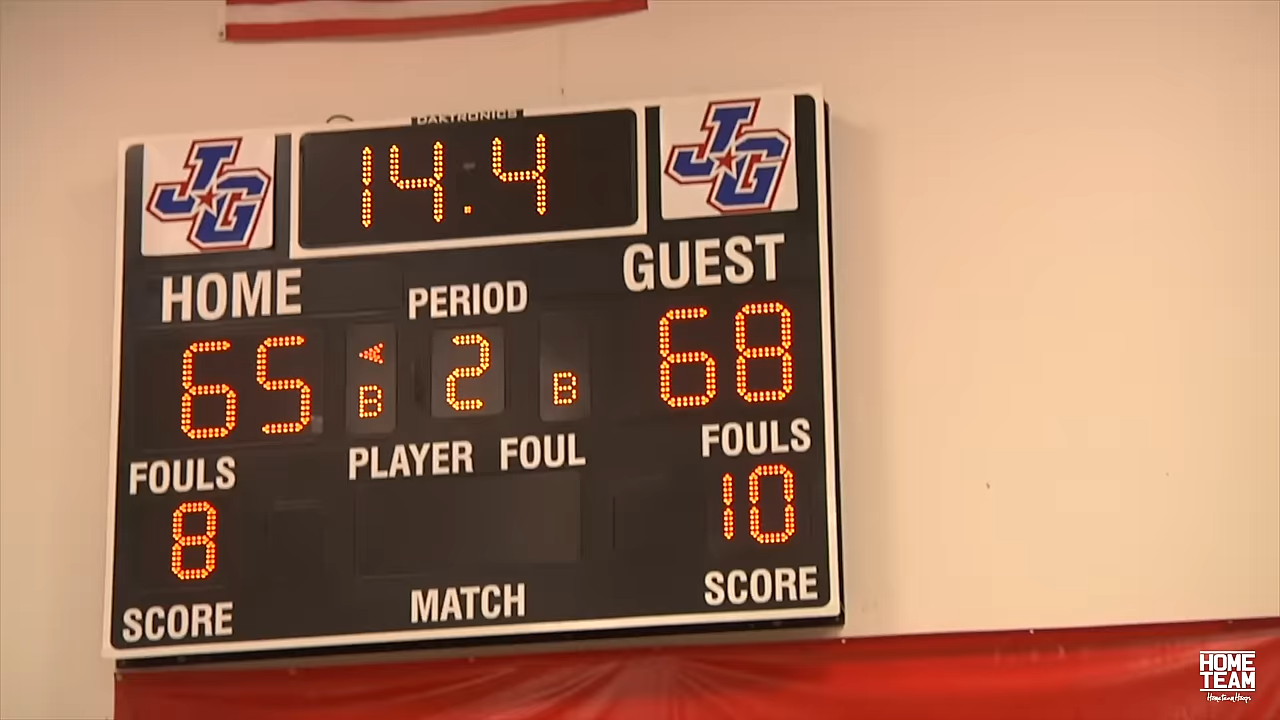 DAKTRONICS
JG
14.4
JG
HOME
PERIOD
GUEST
65
B
2
B
68
FOULS
PLAYER FOUL
FOULS
8
10
SCORE
MATCH
SCORE
HOME
TEAM